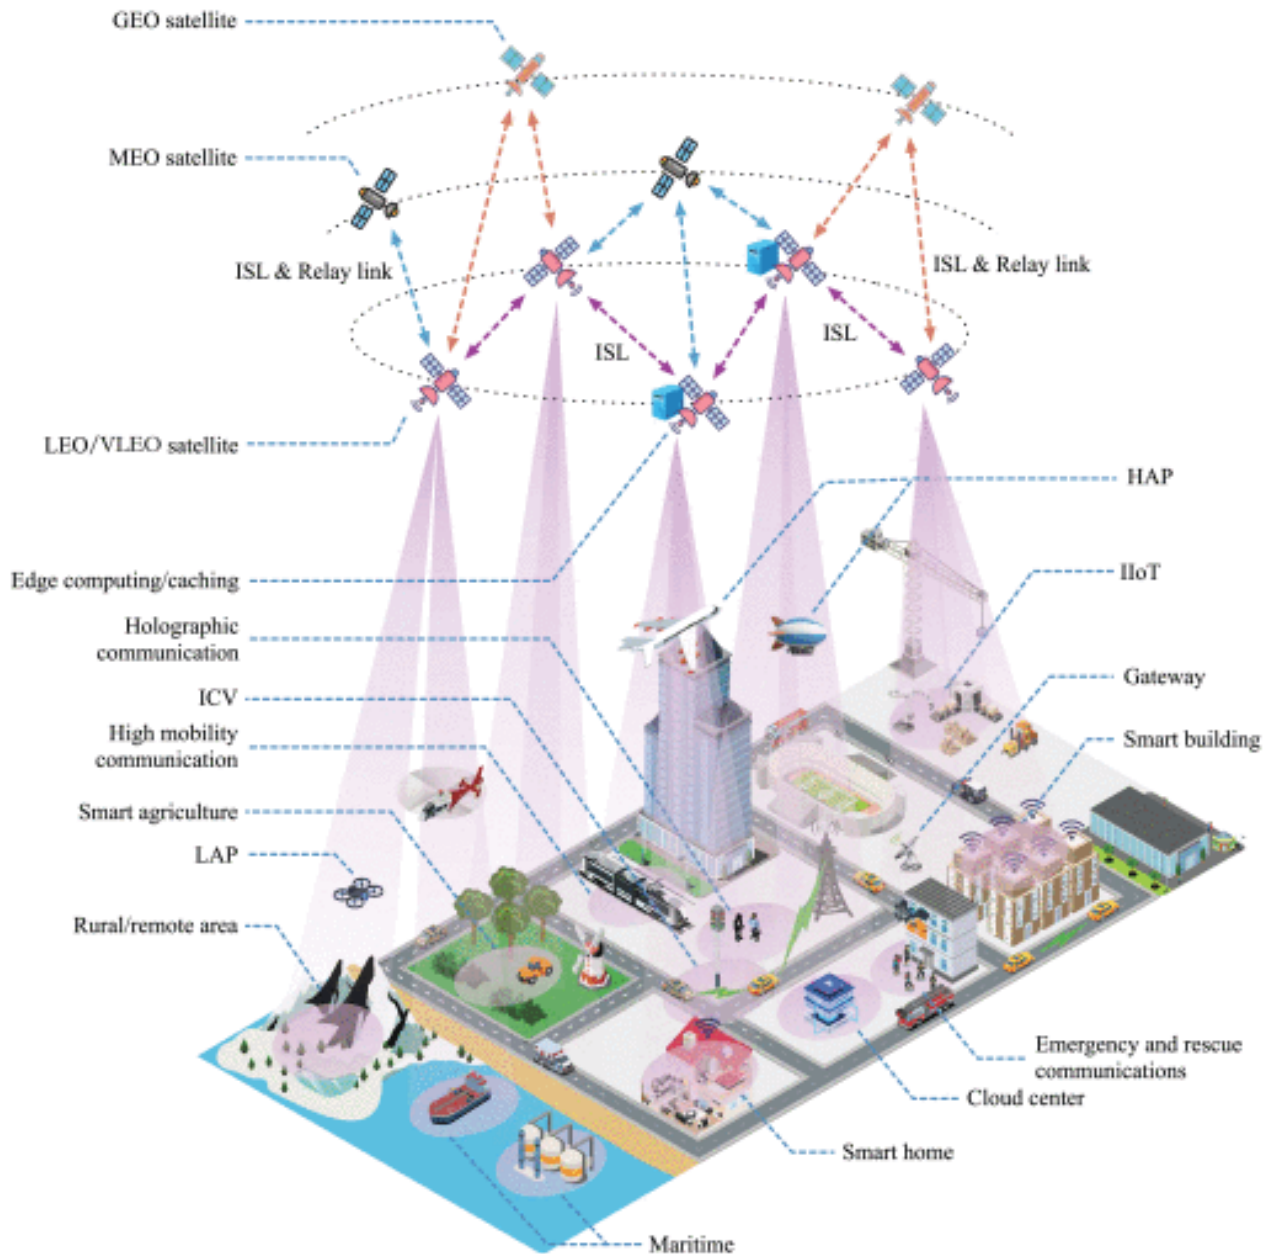 GEO satellite
MEO satellite
ISL & Relay link
ISL & Relay link
ISL
ISL
LEO/VLEO satellite
HAP
Edge computing/caching
IIoT
Holographic
communication
Gateway
ICV
High mobility
communication
Smart building
Smart agriculture
LAP
Rural/remote area
Emergency and rescue
communications
Cloud center
Smart home
Maritime